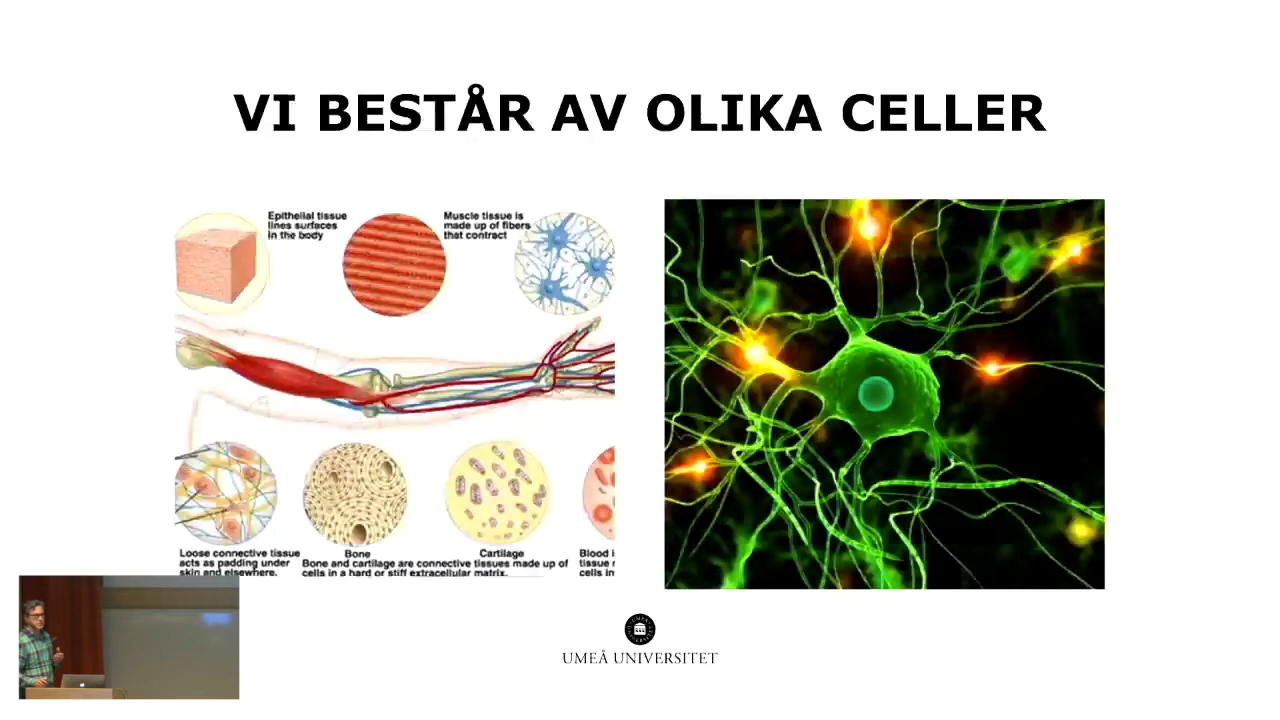 VI BESTÅR AV OLIKA CELLER
Epithelial tissue
lines surfaces
in the body
Muscle tissue is
made up of fibers
that contract
Loose connective tissue
acts as padding under
skin and elsewhere.
Bone
Cartilage
Bone and cartilage are connective tissues made up of
cells in a hard or stiff extracellular matrix.
Blood i
tissue
cells in
UMEÅ UNIVERSITET